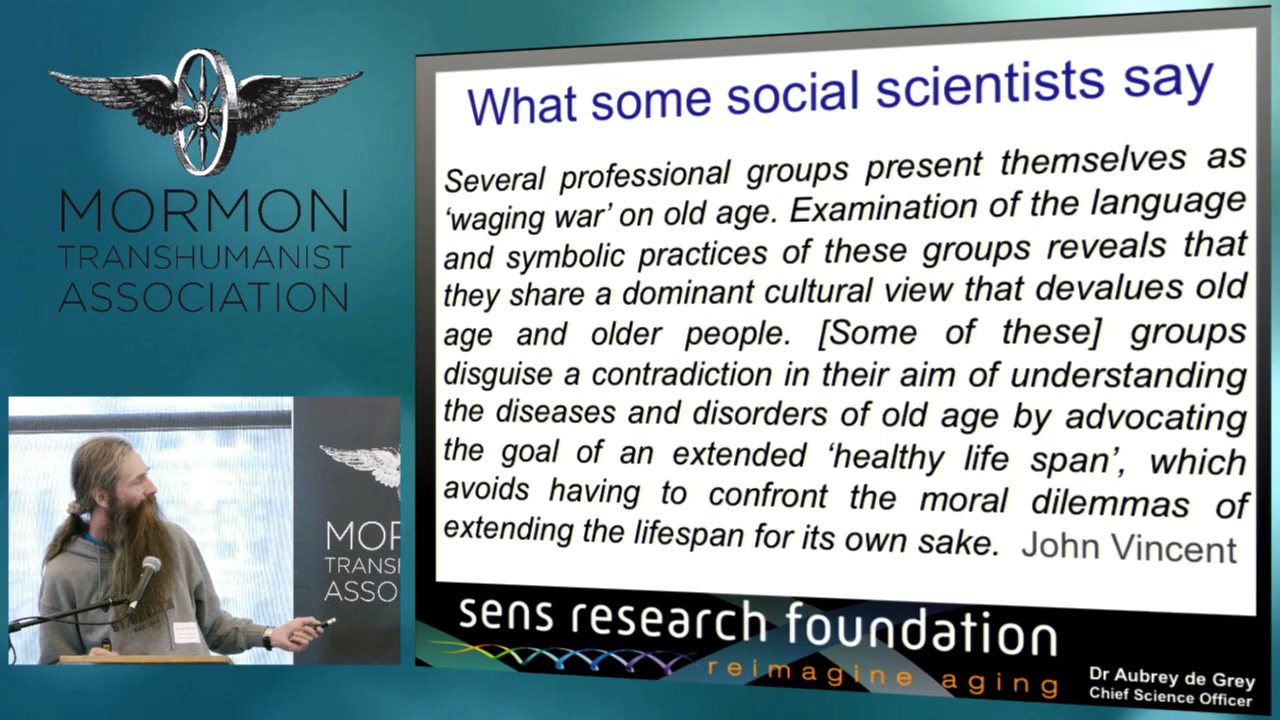 MORMON
TRANSHUMANIST
ASSOCIATION
What some social scientists say
Several professional groups present themselves as
‘waging war’ on old age. Examination of the language
and symbolic practices of these groups reveals that
they share a dominant cultural view that devalues old
age and older people. [Some of these] groups
disguise a contradiction in their aim of understanding
the diseases and disorders of old age by advocating
the goal of an extended ‘healthy life span’, which
avoids having to confront the moral dilemmas of
extending the lifespan for its own sake. John Vincent
sens research foundation
reimagine aging
Dr Aubrey de Grey
Chief Science Officer
MOR
TRANS
ASSO